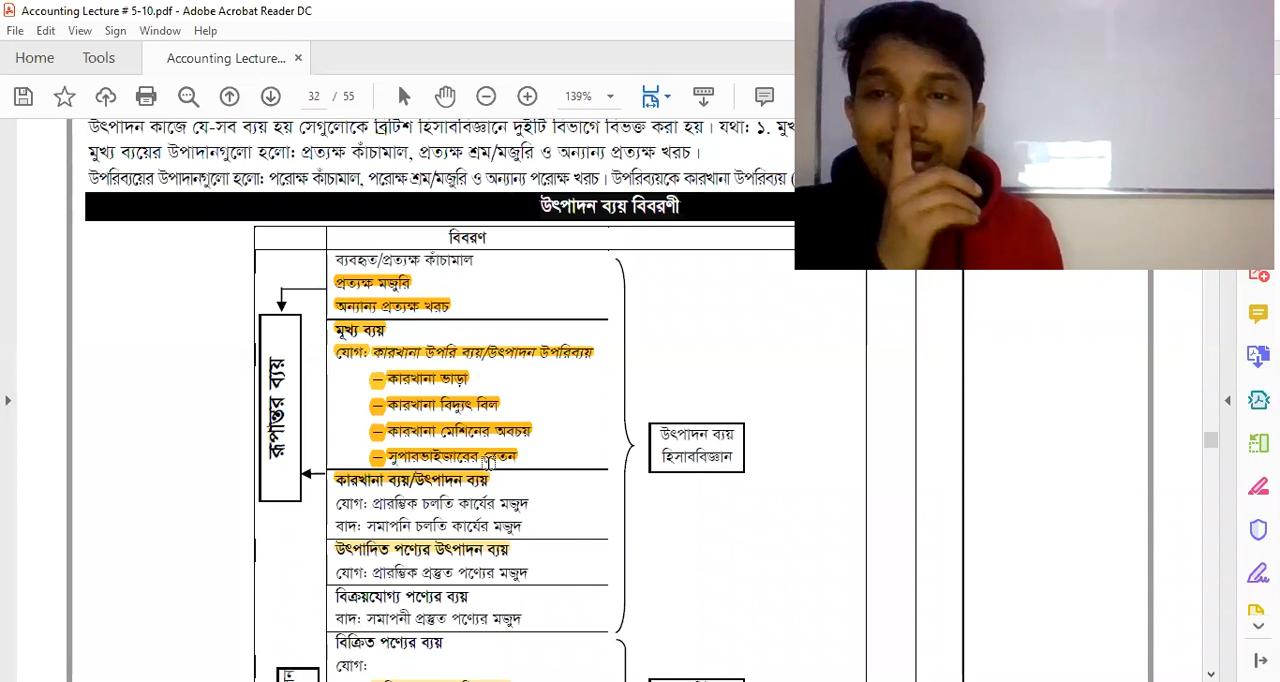 Accounting Lecture # 5-10.pdf - Adobe Acrobat Reader DC
File Edit View Sign Window Help
Home Tools Accounting Lecture... ×
32 / 55 139%
উৎপাদন কাজে যে-সব ব্যয় হয় সেগুলোকে ব্রিটিশ হিসাববিজ্ঞানে দুইটি বিভাগে বিভক্ত করা হয়। যথা: ১. মুখ
মুখ্য ব্যয়ের উপাদানগুলো হলো: প্রত্যক্ষ কাঁচামাল, প্রত্যক্ষ শ্রম/মজুরি ও অন্যান্য প্রত্যক্ষ খরচ।
উপরিব্যয়ের উপাদানগুলো হলো: পরোক্ষ কাঁচামাল, পরোক্ষ শ্রম/মজুরি ও অন্যান্য পরোক্ষ খরচ। উপরিব্যয়কে কারখানা উপরিব্যয় (
উৎপাদন ব্যয় বিবরণী
বিবরণ
ব্যবহৃত/প্রত্যক্ষ কাঁচামাল
প্রত্যক্ষ মজুরি
অন্যান্য প্রত্যক্ষ খরচ
মূখ্য ব্যয়
যোগ: কারখানা উপরি ব্যয়/উৎপাদন উপরিব্যয়
– কারখানা ভাড়া
– কারখানা বিদ্যুৎ বিল
– কারখানা মেশিনের অবচয়
– সুপারভাইজারের বেতন
রূপান্তর ব্যয়
কারখানা ব্যয়/উৎপাদন ব্যয়
যোগ: প্রারম্ভিক চলতি কার্যের মজুদ
বাদ: সমাপনি চলতি কার্যের মজুদ
উৎপাদিত পণ্যের উৎপাদন ব্যয়
যোগ: প্রারম্ভিক প্রস্তুত পণ্যের মজুদ
বিক্রয়যোগ্য পণ্যের ব্যয়
বাদ: সমাপনী প্রস্তুত পণ্যের মজুদ
উৎপাদন ব্যয়
হিসাববিজ্ঞান
বিক্রিত পণ্যের ব্যয়
যোগ: